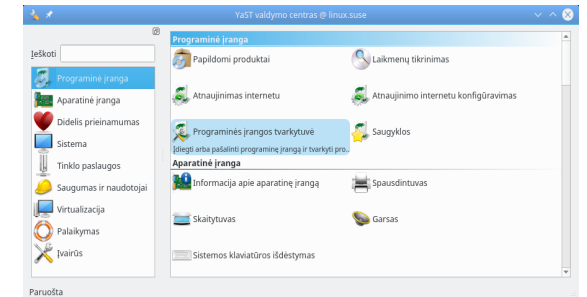 YaST valdymo centras @ linux.suse
Ieškoti
Programinė įranga
Aparatinė įranga
Didelis prieinamumas
Sistema
Tinklo paslaugos
Saugumas ir naudotojai
Virtualizacija
Palaikymas
Įvairūs
Programinė įranga
Papildomi produktai
Laikmenų tikrinimas
Atnaujinimas internetu
Atnaujinimo internetu konfigūravimas
Programinės įrangos tvarkytuvė
Įdiegti arba pašalinti programinę įrangą ir tvarkyti pro..
Saugyklos
Aparatinė įranga
Informacija apie aparatinę įrangą
Spausdintuvas
Skaitytuvas
Garsas
Sistemos klaviatūros išdėstymas
Paruošta